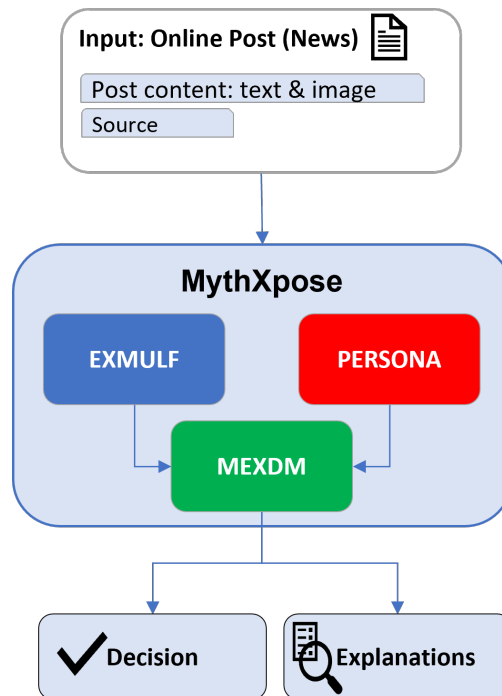 Input: Online Post (News)
Post content: text & image
Source
MythXpose
EXMULF
PERSONA
MEXDM
Decision
Explanations